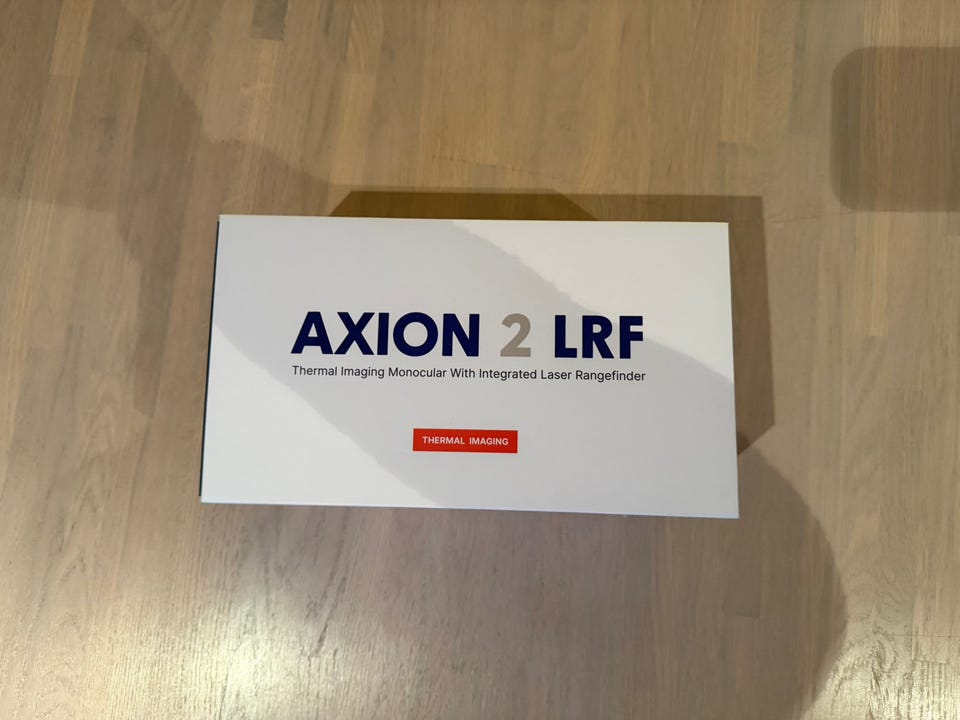 AXION 2 LRF
Thermal Imaging Monocular With Integrated Laser Rangefinder
THERMAL IMAGING